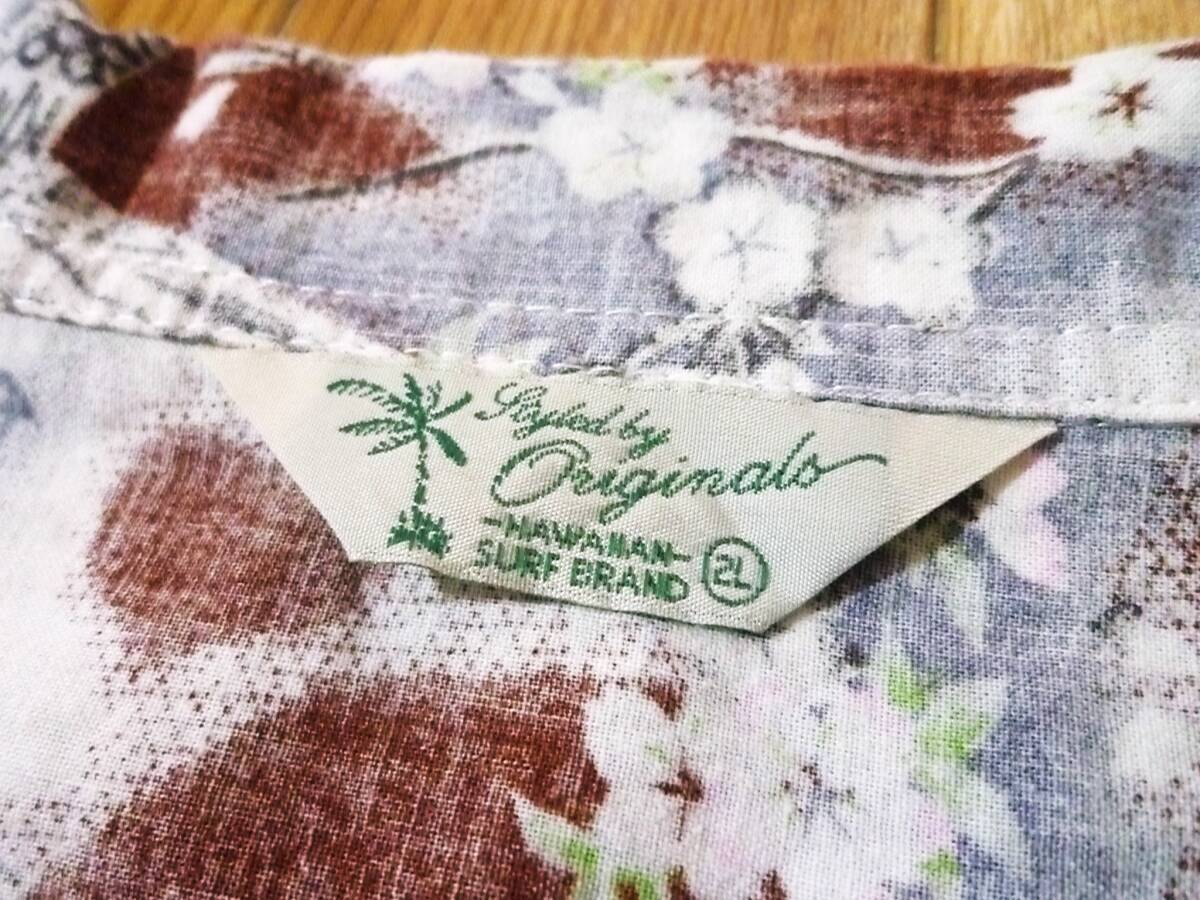 Styled by
Originals
-HAWAIIAN-
SURF BRAND 2L